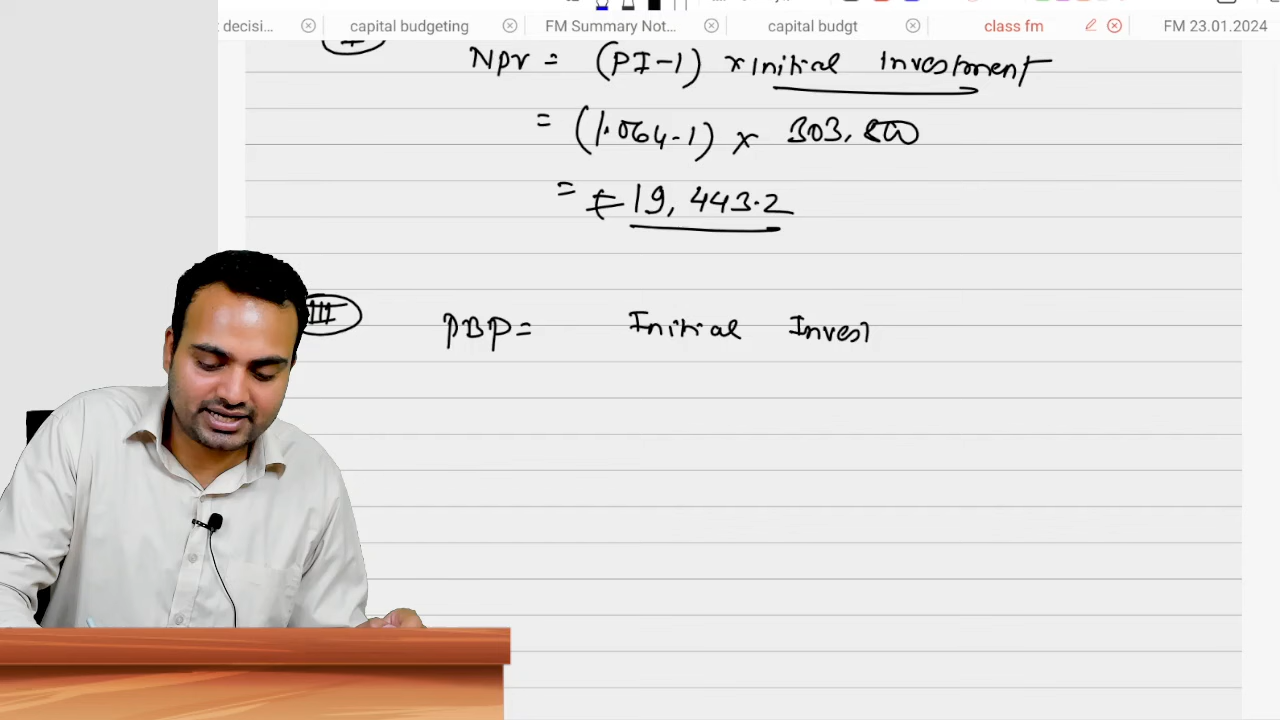 t decisi...
capital budgeting
FM Summary Not...
capital budgt
class fm
FM 23.01.2024
I
NPV = (PI-1) x Initial Investment
= (1.064-1) x 303,800
= ₹ 19,443.2
III
PBP= Initial Invest